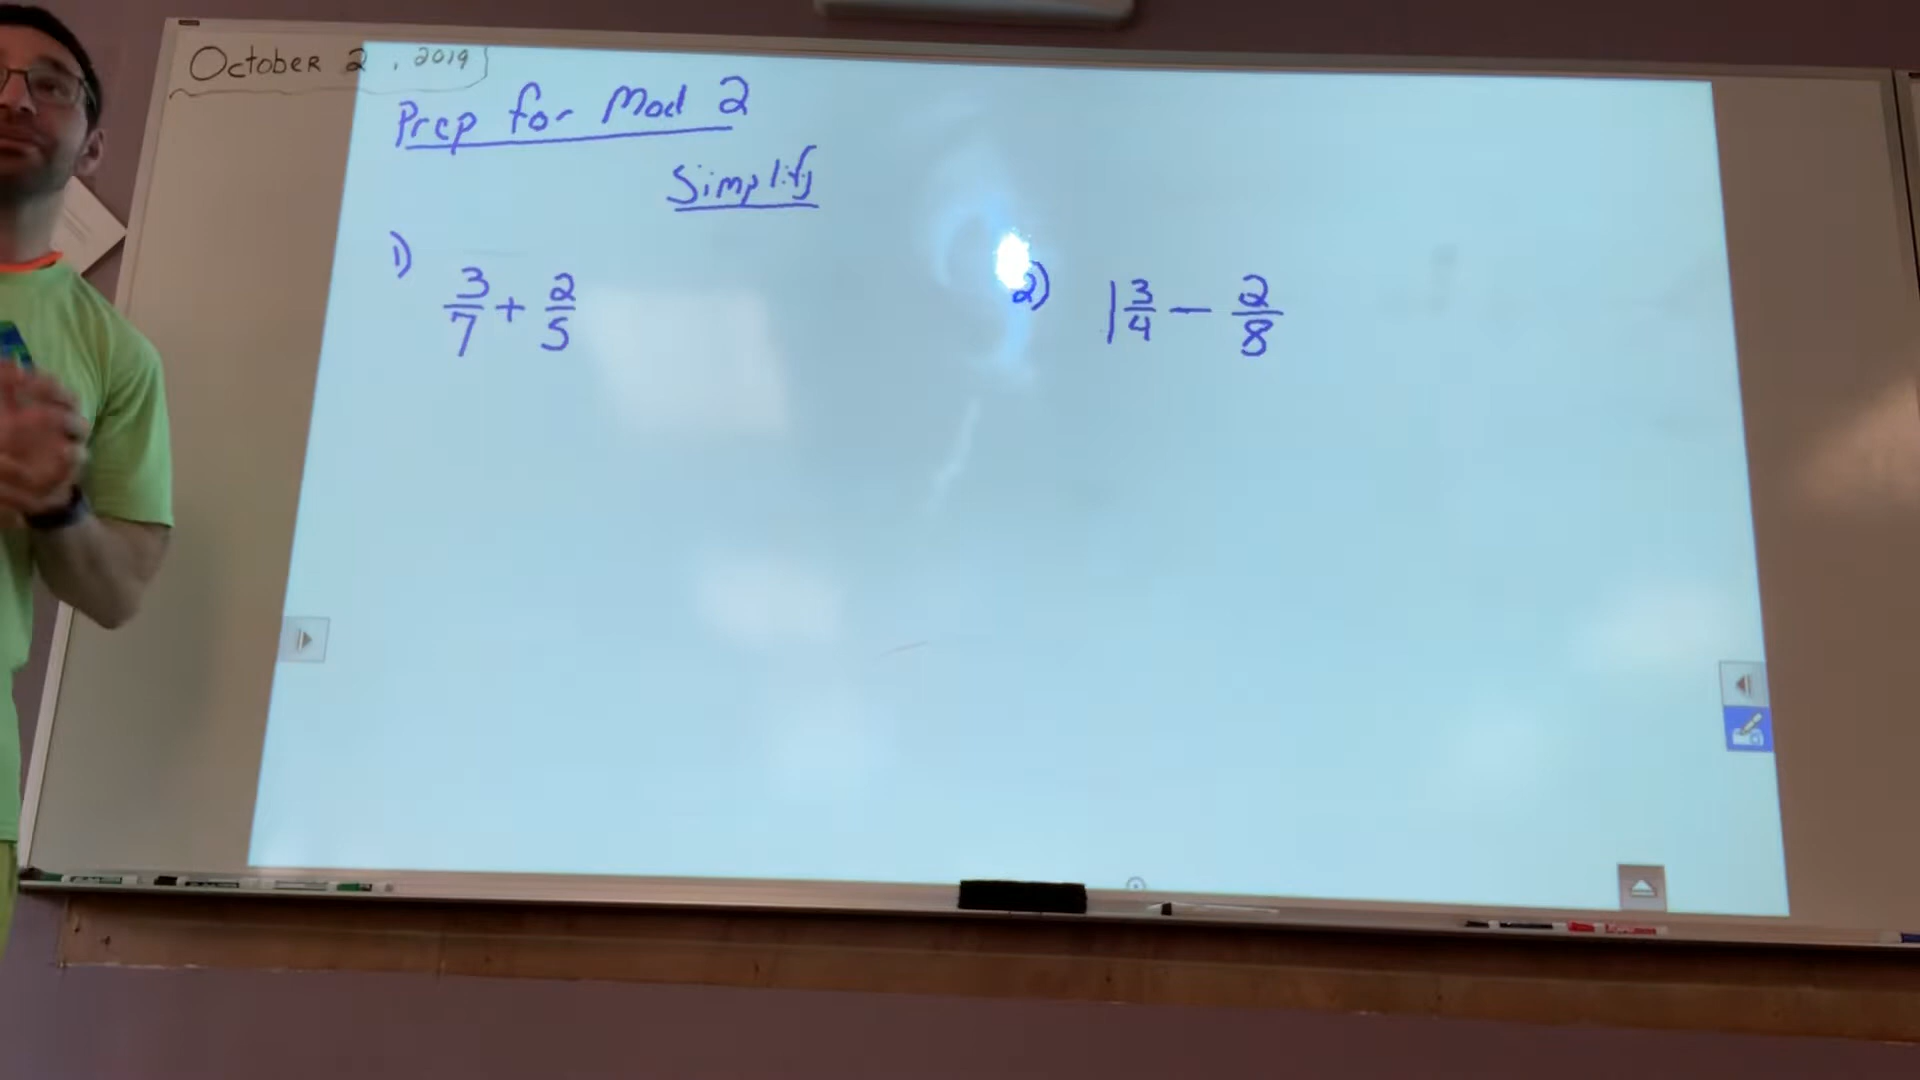 October 2, 2019
Prep for Mod 2
Simplify
1) 3/7 + 2/5
2) 1 3/4 — 2/8